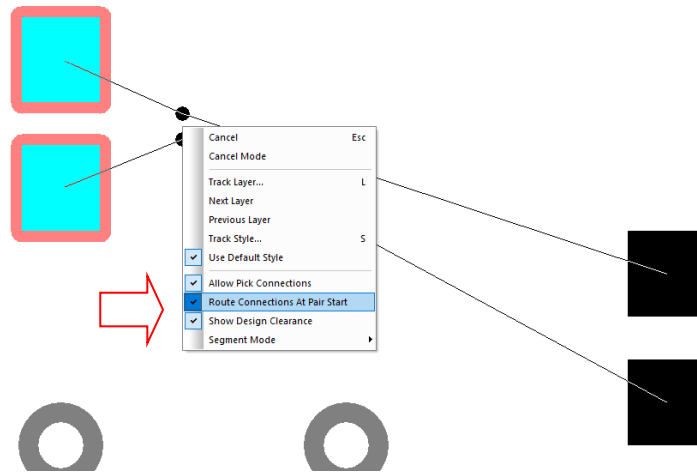 Cancel Esc
Cancel Mode
Track Layer... L
Next Layer
Previous Layer
Track Style... S
Use Default Style
Allow Pick Connections
Route Connections At Pair Start
Show Design Clearance
Segment Mode